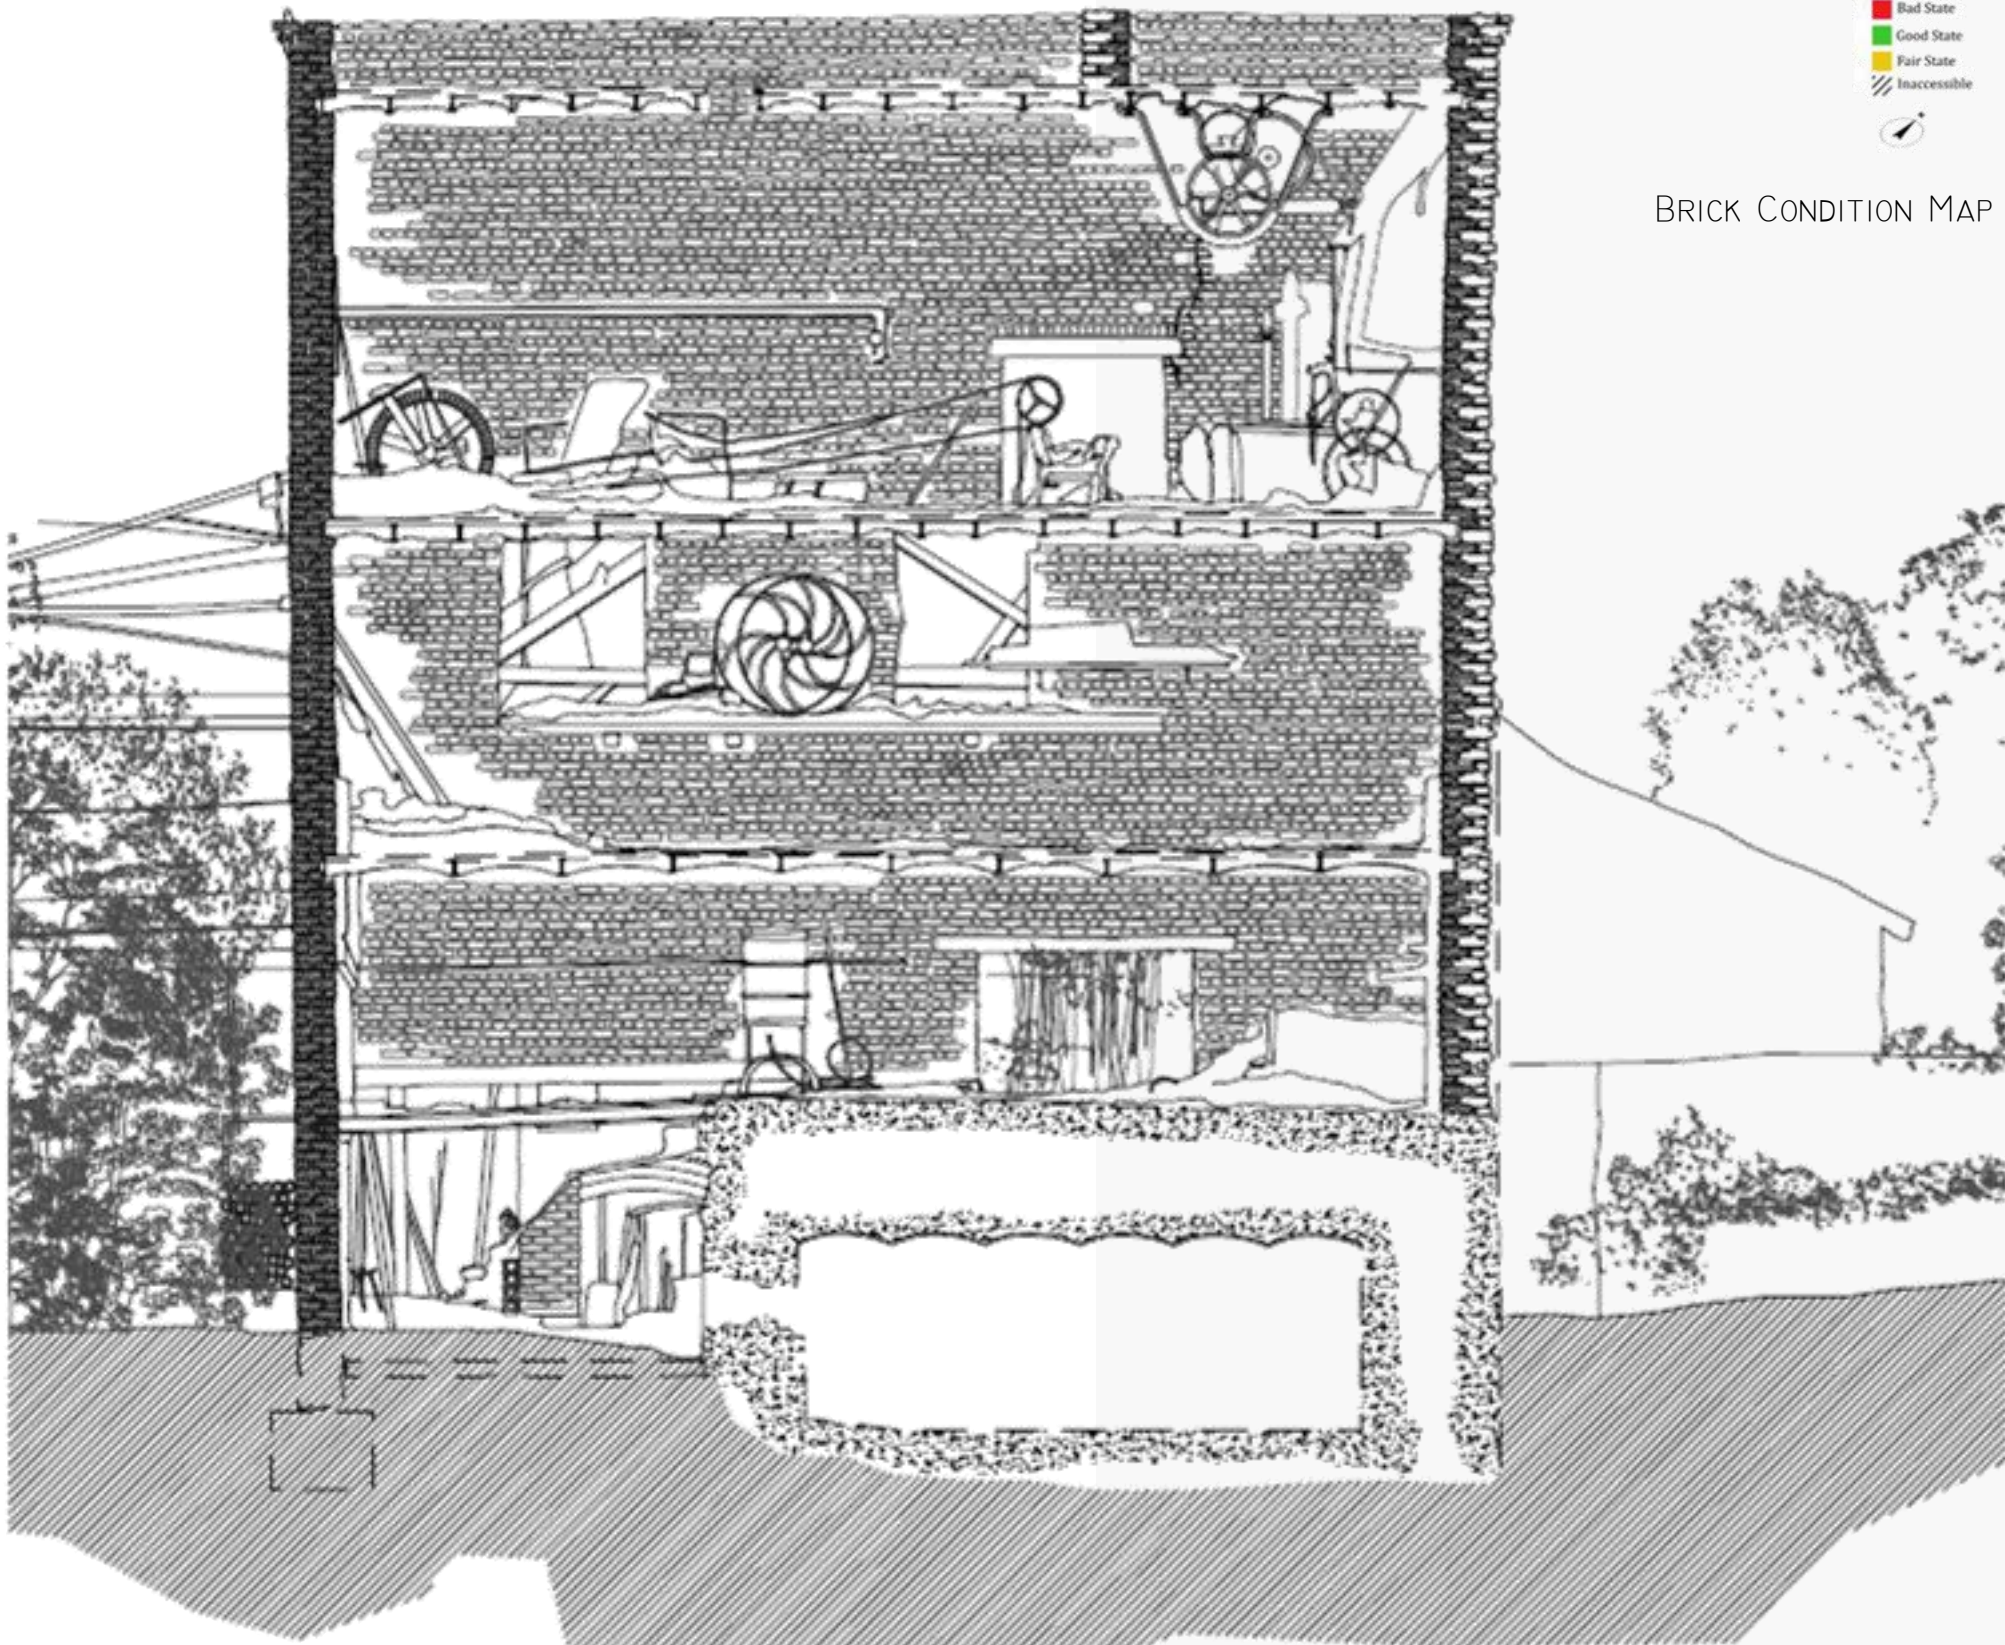 Bad State
Good State
Fair State
Inaccessible
BRICK CONDITION MAP